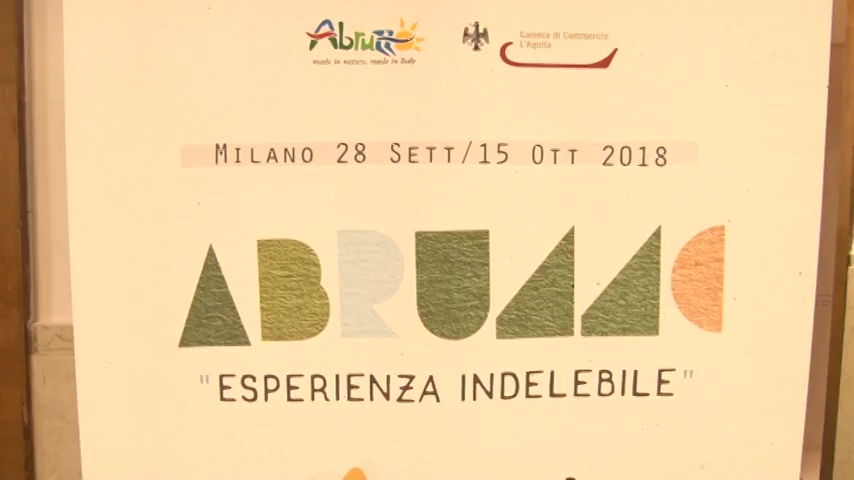 Abruzzo
made in nature. made in Italy
Camera di Commercio
L'Aquila
MILANO 28 SETT/15 OTT 2018
ABRUZZO
"ESPERIENZA INDELEBILE"